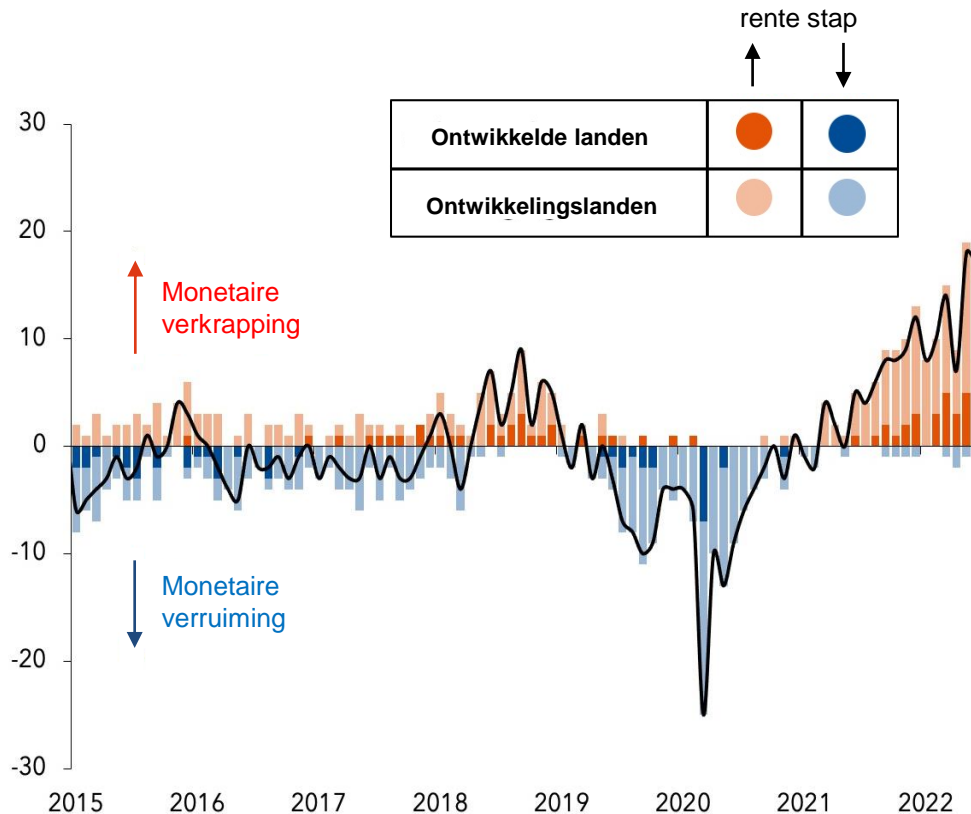 rente stap
30
Ontwikkelde landen
Ontwikkelingslanden
20
Monetaire
verkrapping
10
0
-10
Monetaire
verruiming
-20
-30
2015 2016 2017 2018 2019 2020 2021 2022